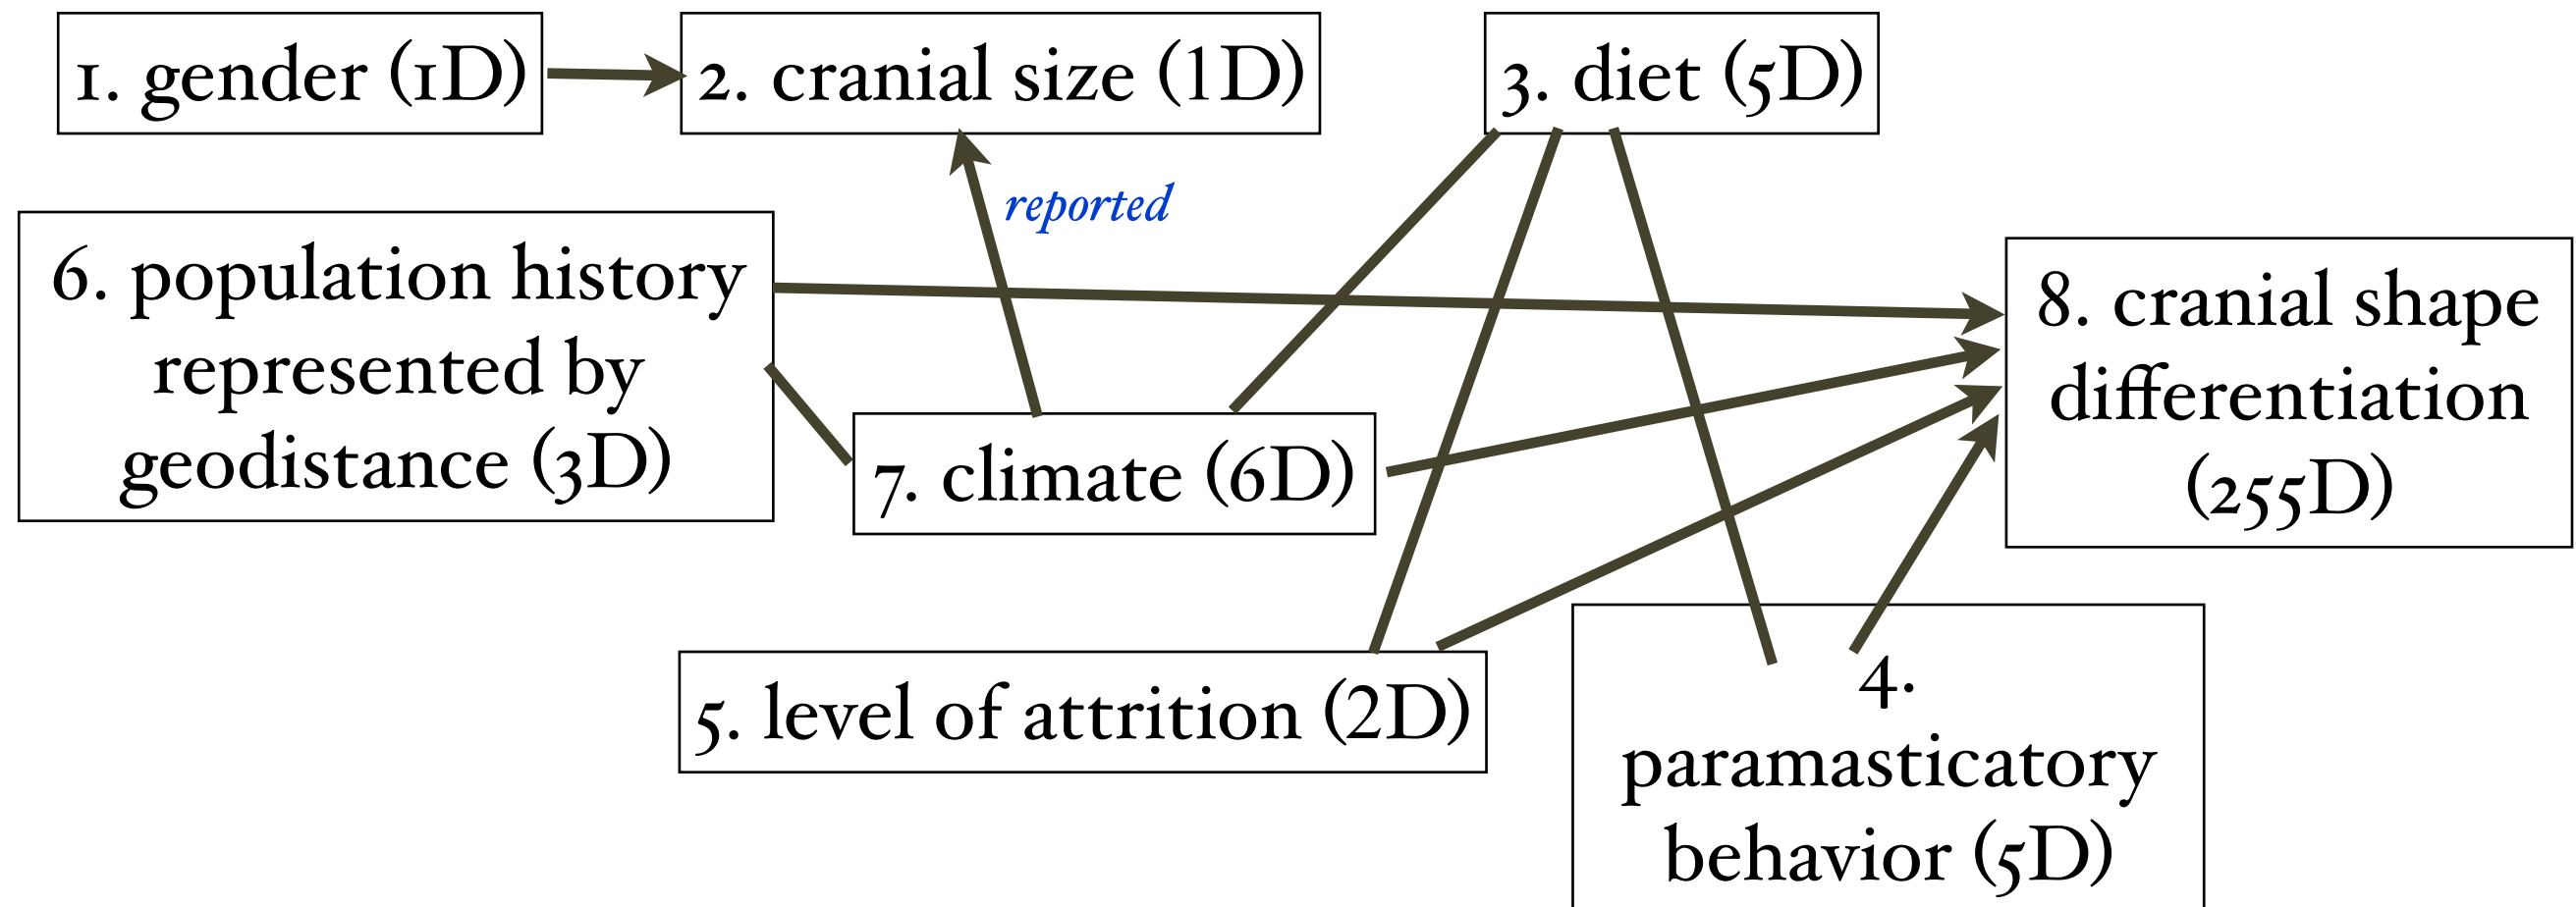 1. gender (1D)
2. cranial size (1D)
3. diet (5D)
reported
6. population history
represented by
geodistance (3D)
8. cranial shape
differentiation
(255D)
7. climate (6D)
5. level of attrition (2D)
4.
paramasticatory
behavior (5D)